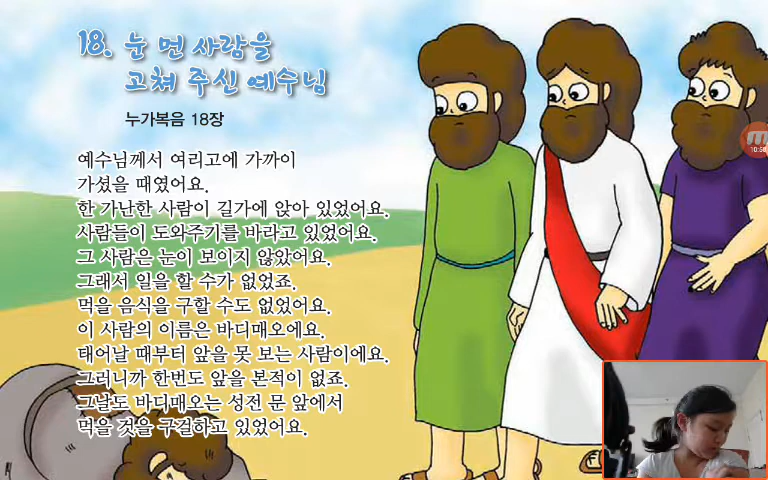 18. 눈 먼 사람을
고쳐 주신 예수님
누가복음 18장
예수님께서 여리고에 가까이
가셨을 때였어요.
한 가난한 사람이 길가에 앉아 있었어요.
사람들이 도와주기를 바라고 있었어요.
그 사람은 눈이 보이지 않았어요.
그래서 일을 할 수가 없었죠.
먹을 음식을 구할 수도 없었어요.
이 사람의 이름은 바디매오에요.
태어날 때부터 앞을 못 보는 사람이에요.
그러니까 한번도 앞을 본적이 없죠.
그날도 바디매오는 성전 문 앞에서
먹을 것을 구걸하고 있었어요.
10:58